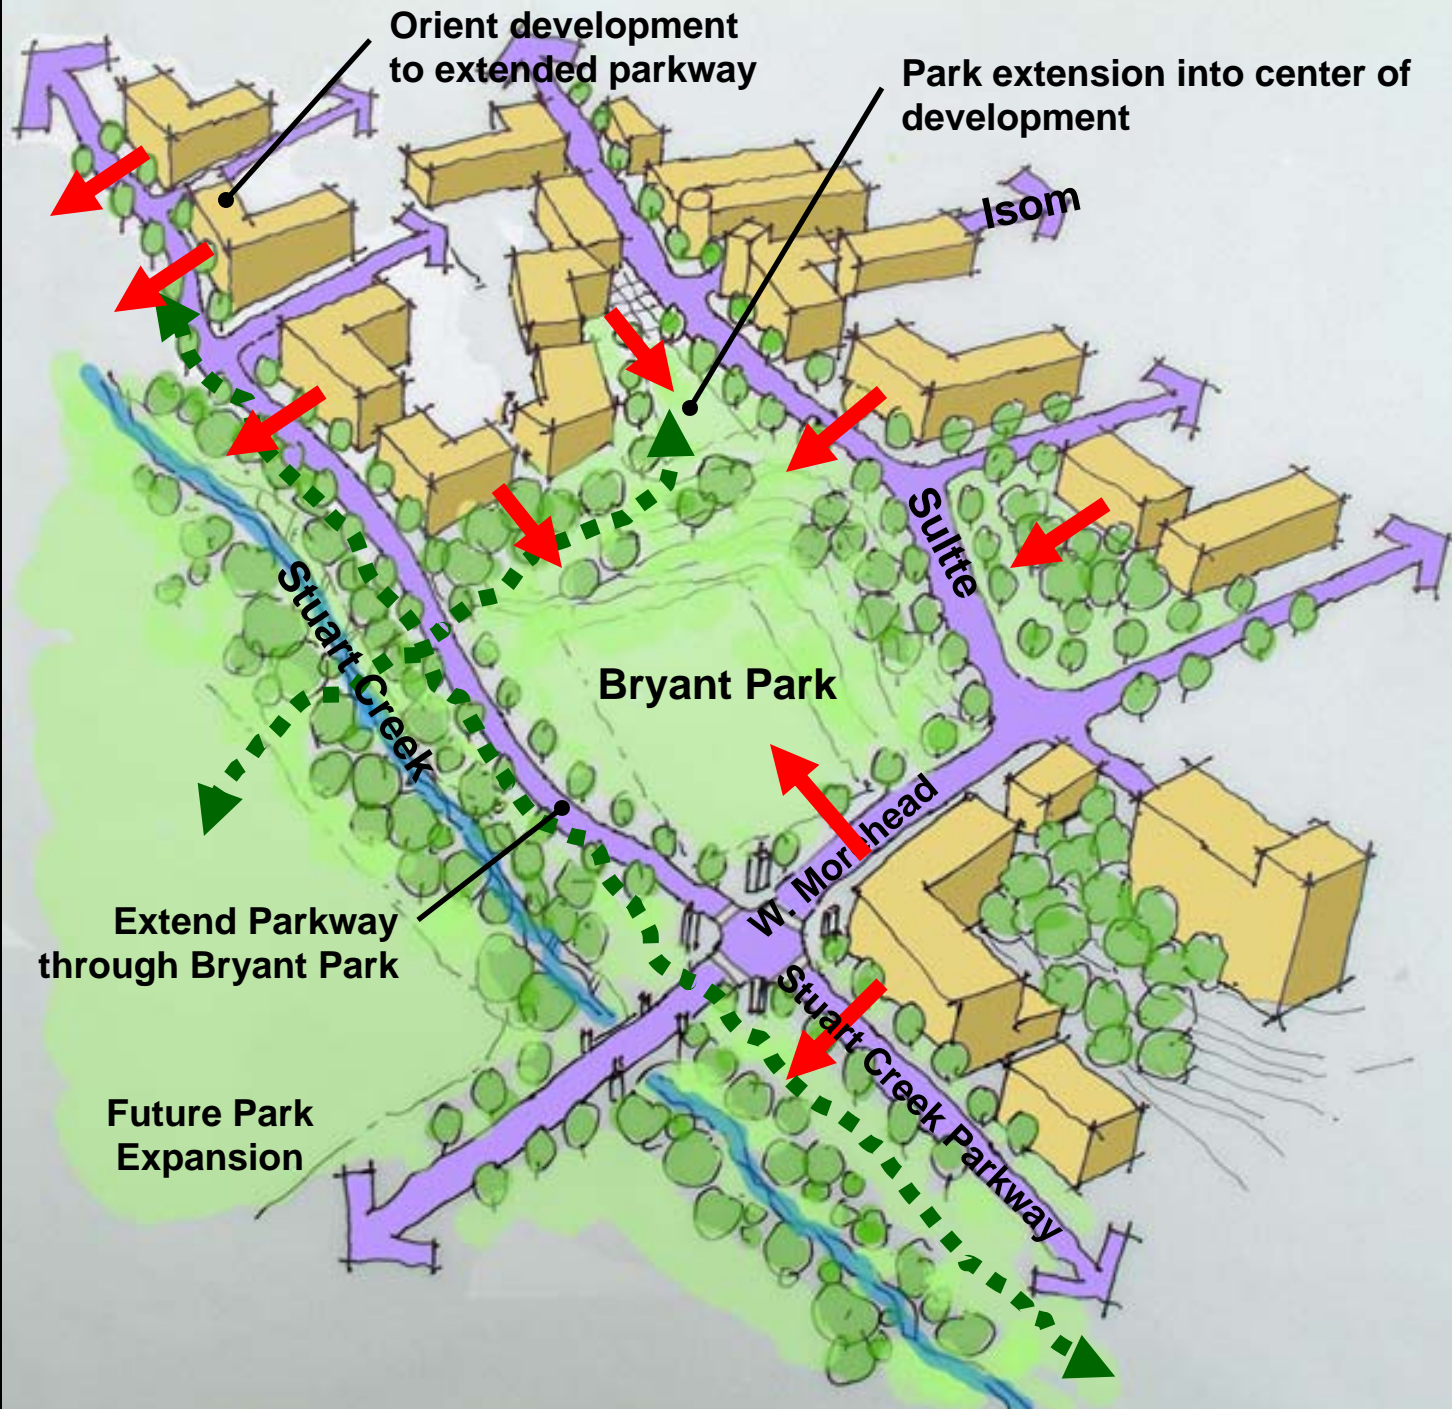 Orient development
to extended parkway
Park extension into center of
development
Isom
Sultte
Stuart Creek
Bryant Park
W. Morehead
Extend Parkway
through Bryant Park
Stuart Creek Parkway
Future Park
Expansion